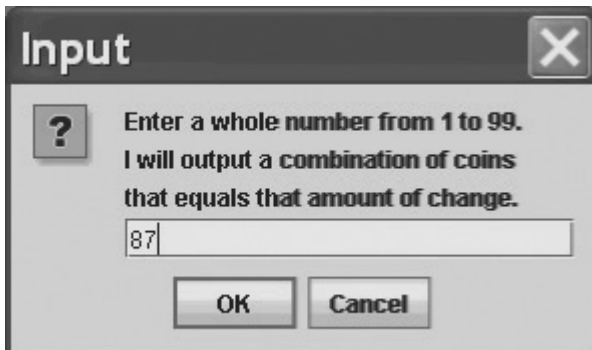 Input
?
Enter a whole number from 1 to 99.
I will output a combination of coins
that equals that amount of change.
87
OK Cancel